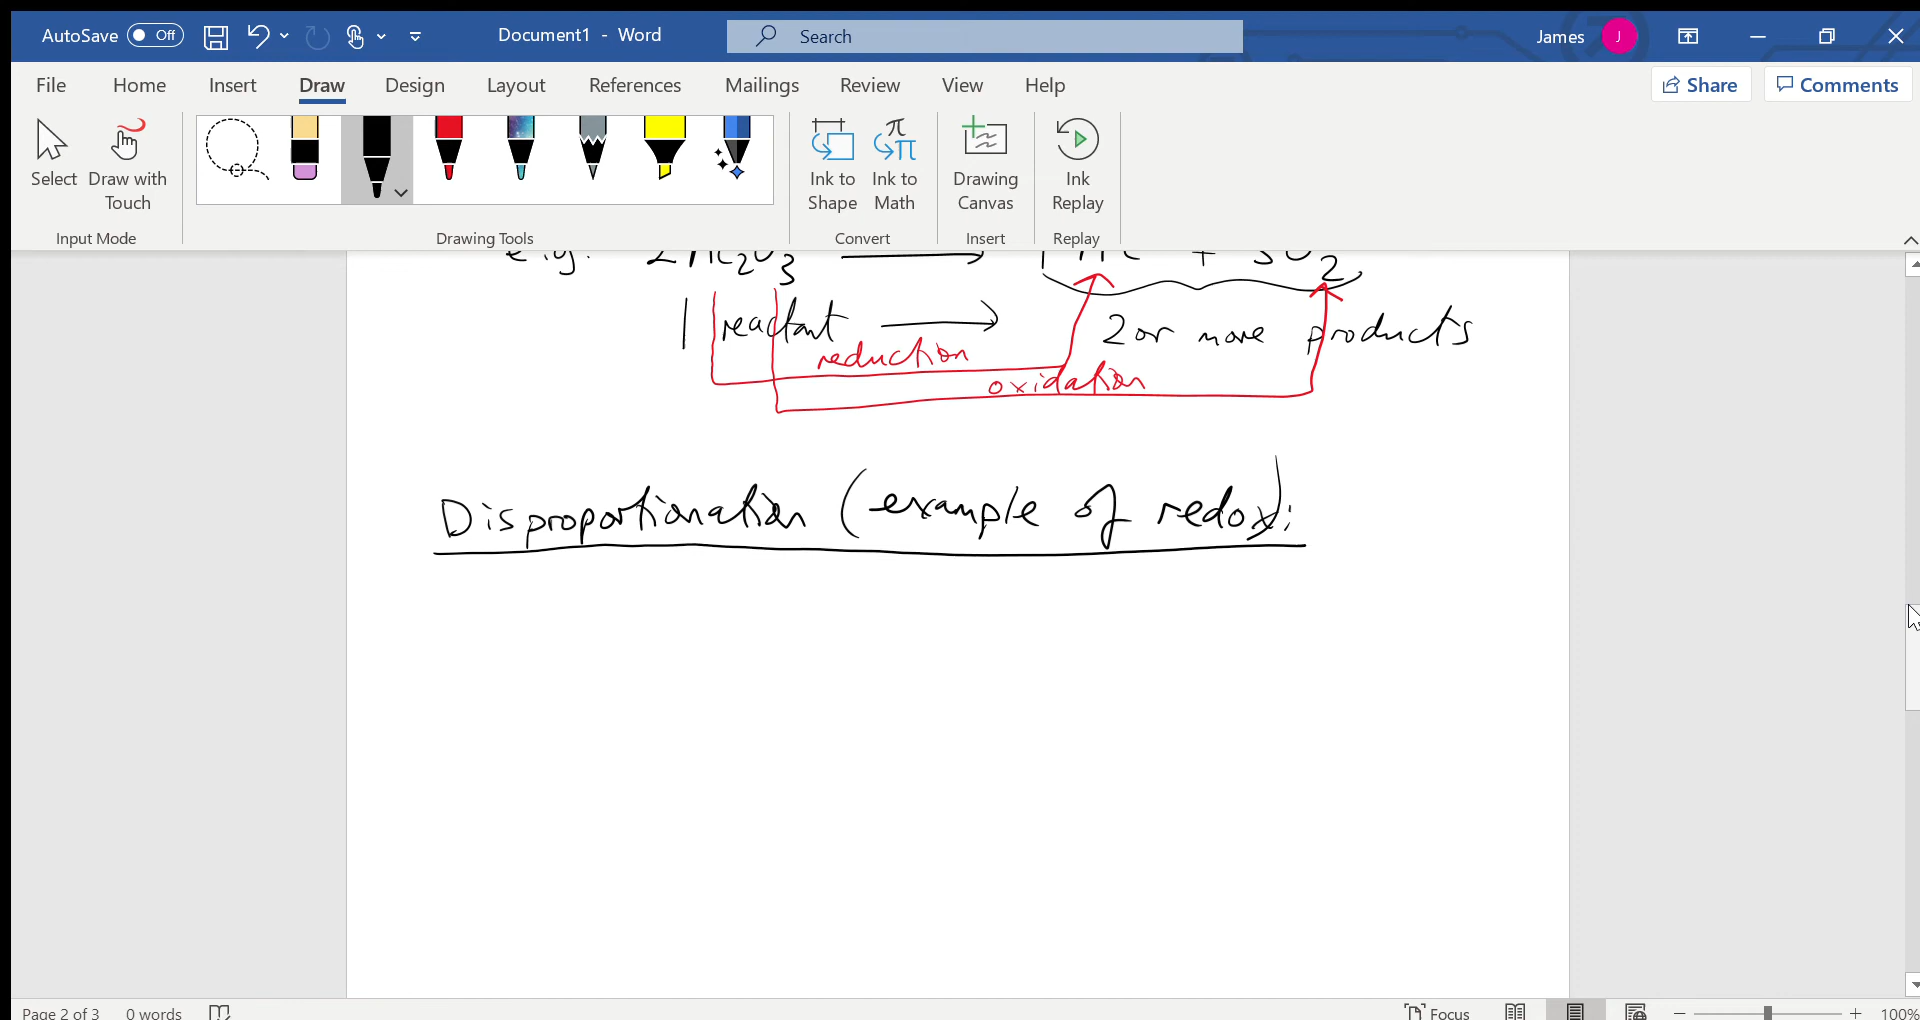 AutoSave Off Document1 - Word Search James J
File Home Insert Draw Design Layout References Mailings Review View Help Share Comments
Select Draw with Touch Ink to Shape Ink to Math Drawing Canvas Ink Replay
Input Mode Drawing Tools Convert Insert Replay
e.g. 2Al₂O₃ ⟶ + 3O₂
1 reactant ⟶ 2 or more products
reduction
oxidation
Disproportionation (example of redox):
Page 2 of 3 0 words Focus 100%